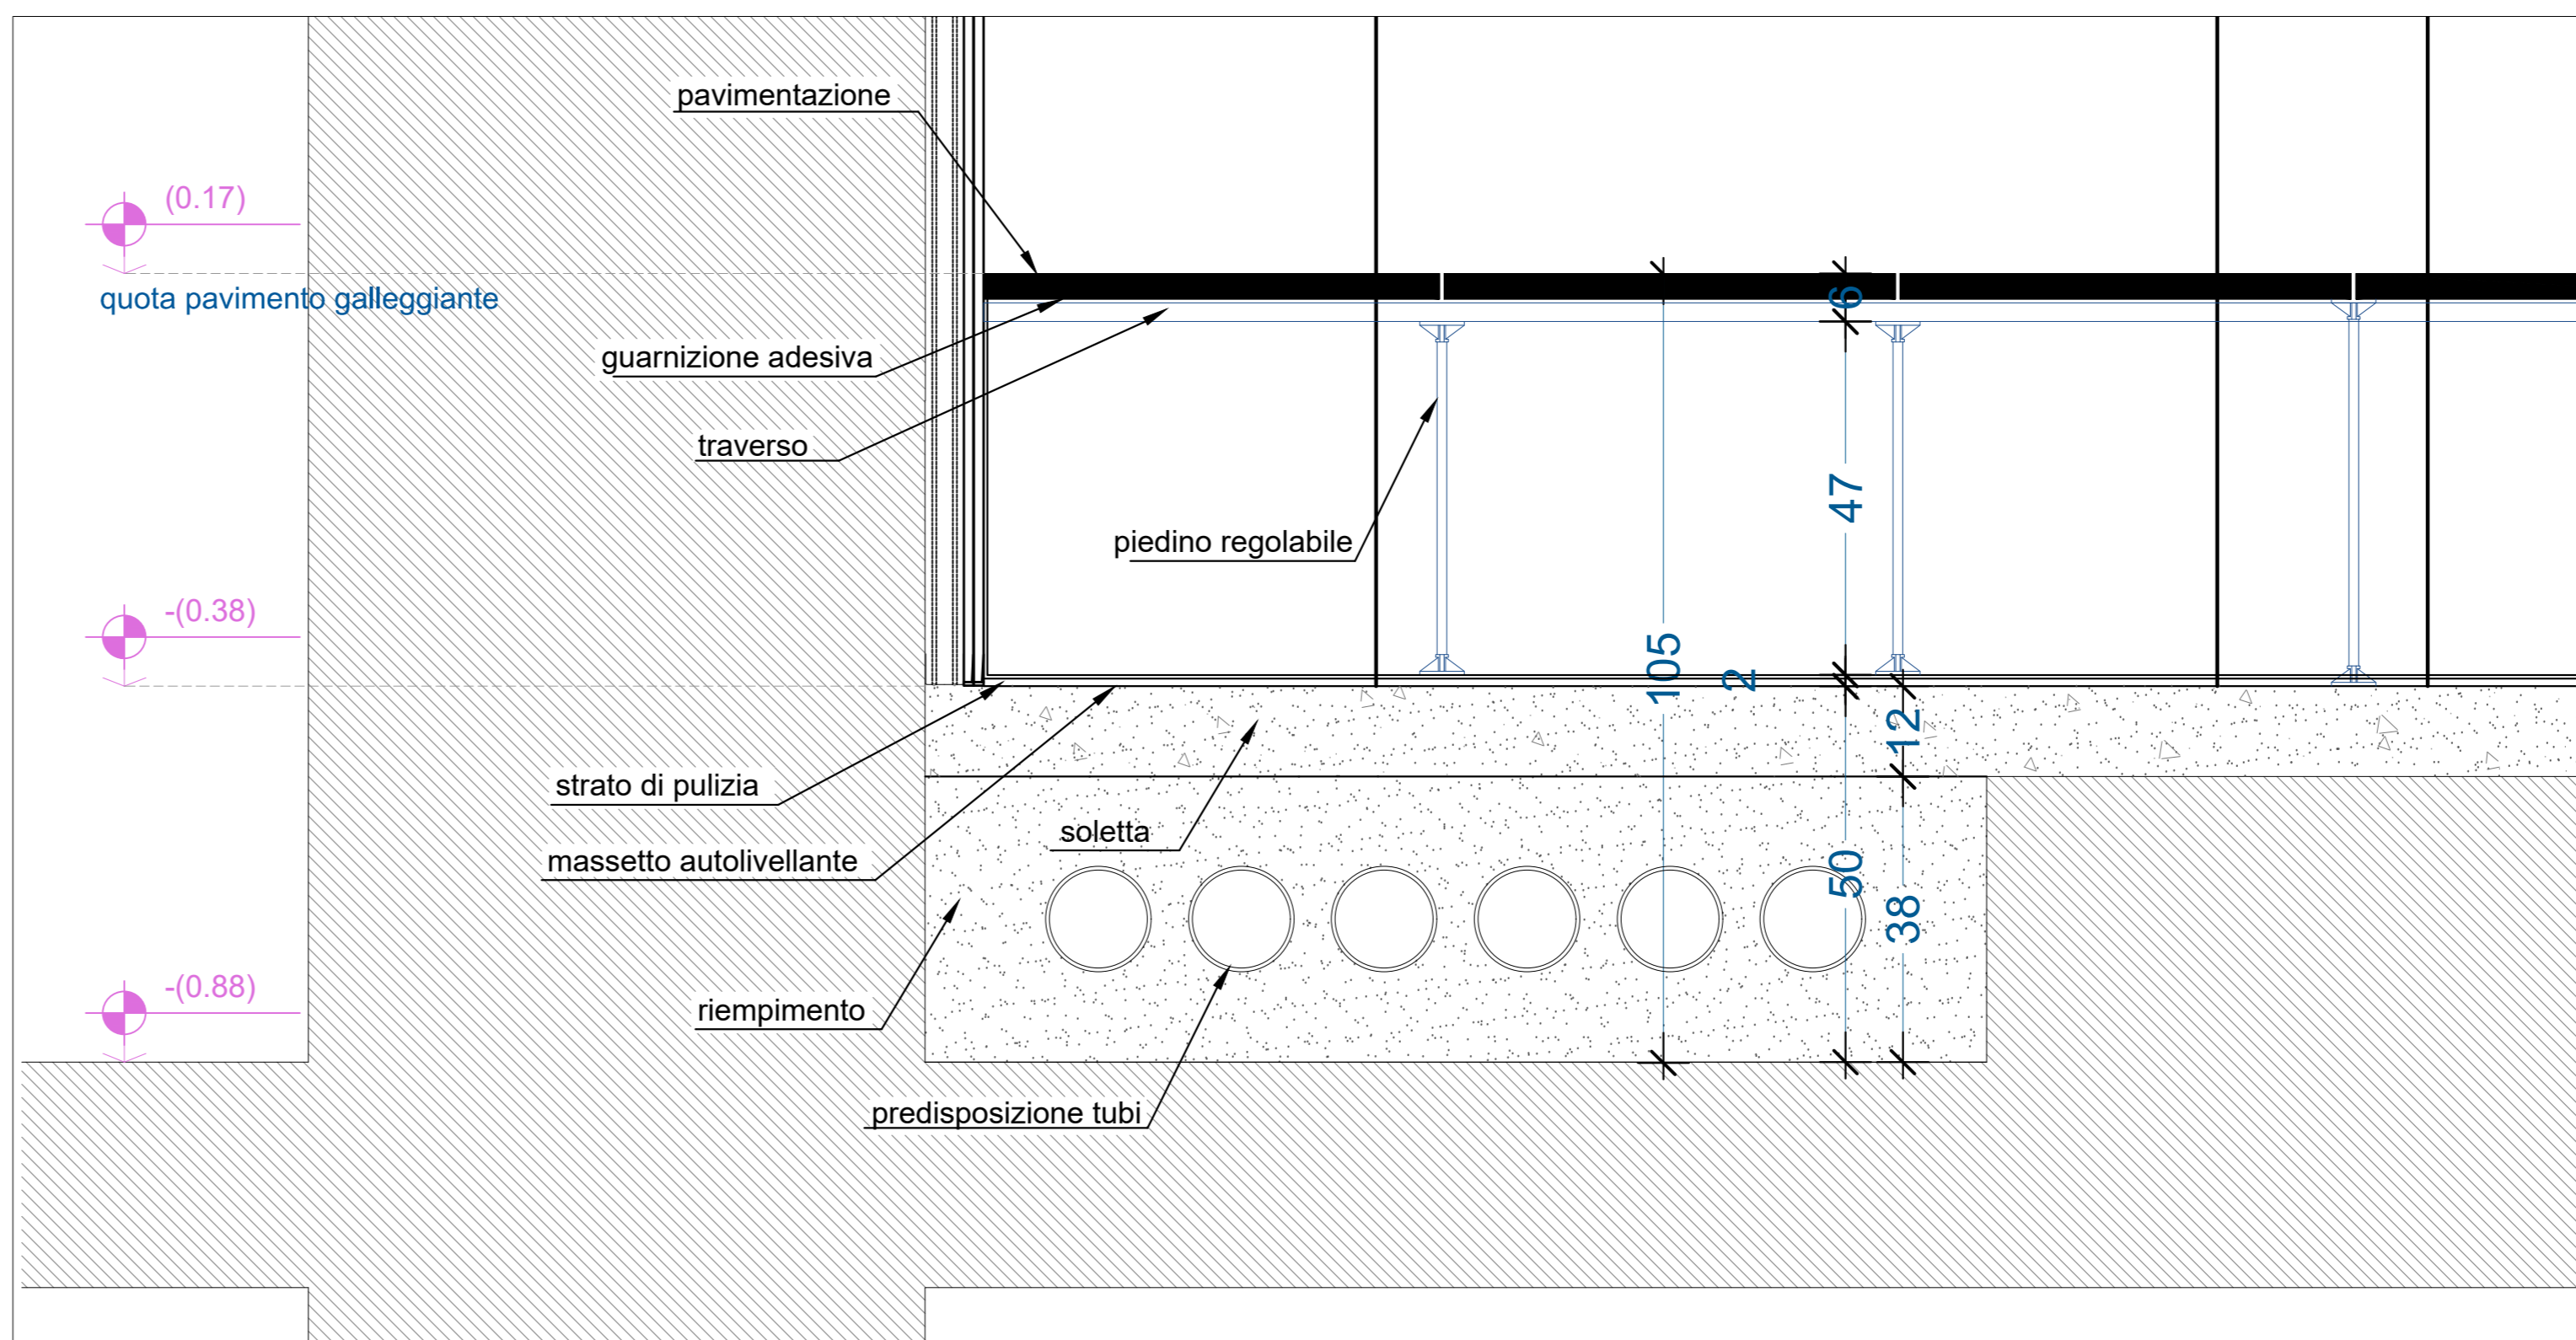 pavimentazione
(0.17)
quota pavimento galleggiante
6
guarnizione adesiva
traverso
47
piedino regolabile
-(0.38)
105
2
12
strato di pulizia
soletta
massetto autolivellante
50
38
-(0.88)
riempimento
predisposizione tubi